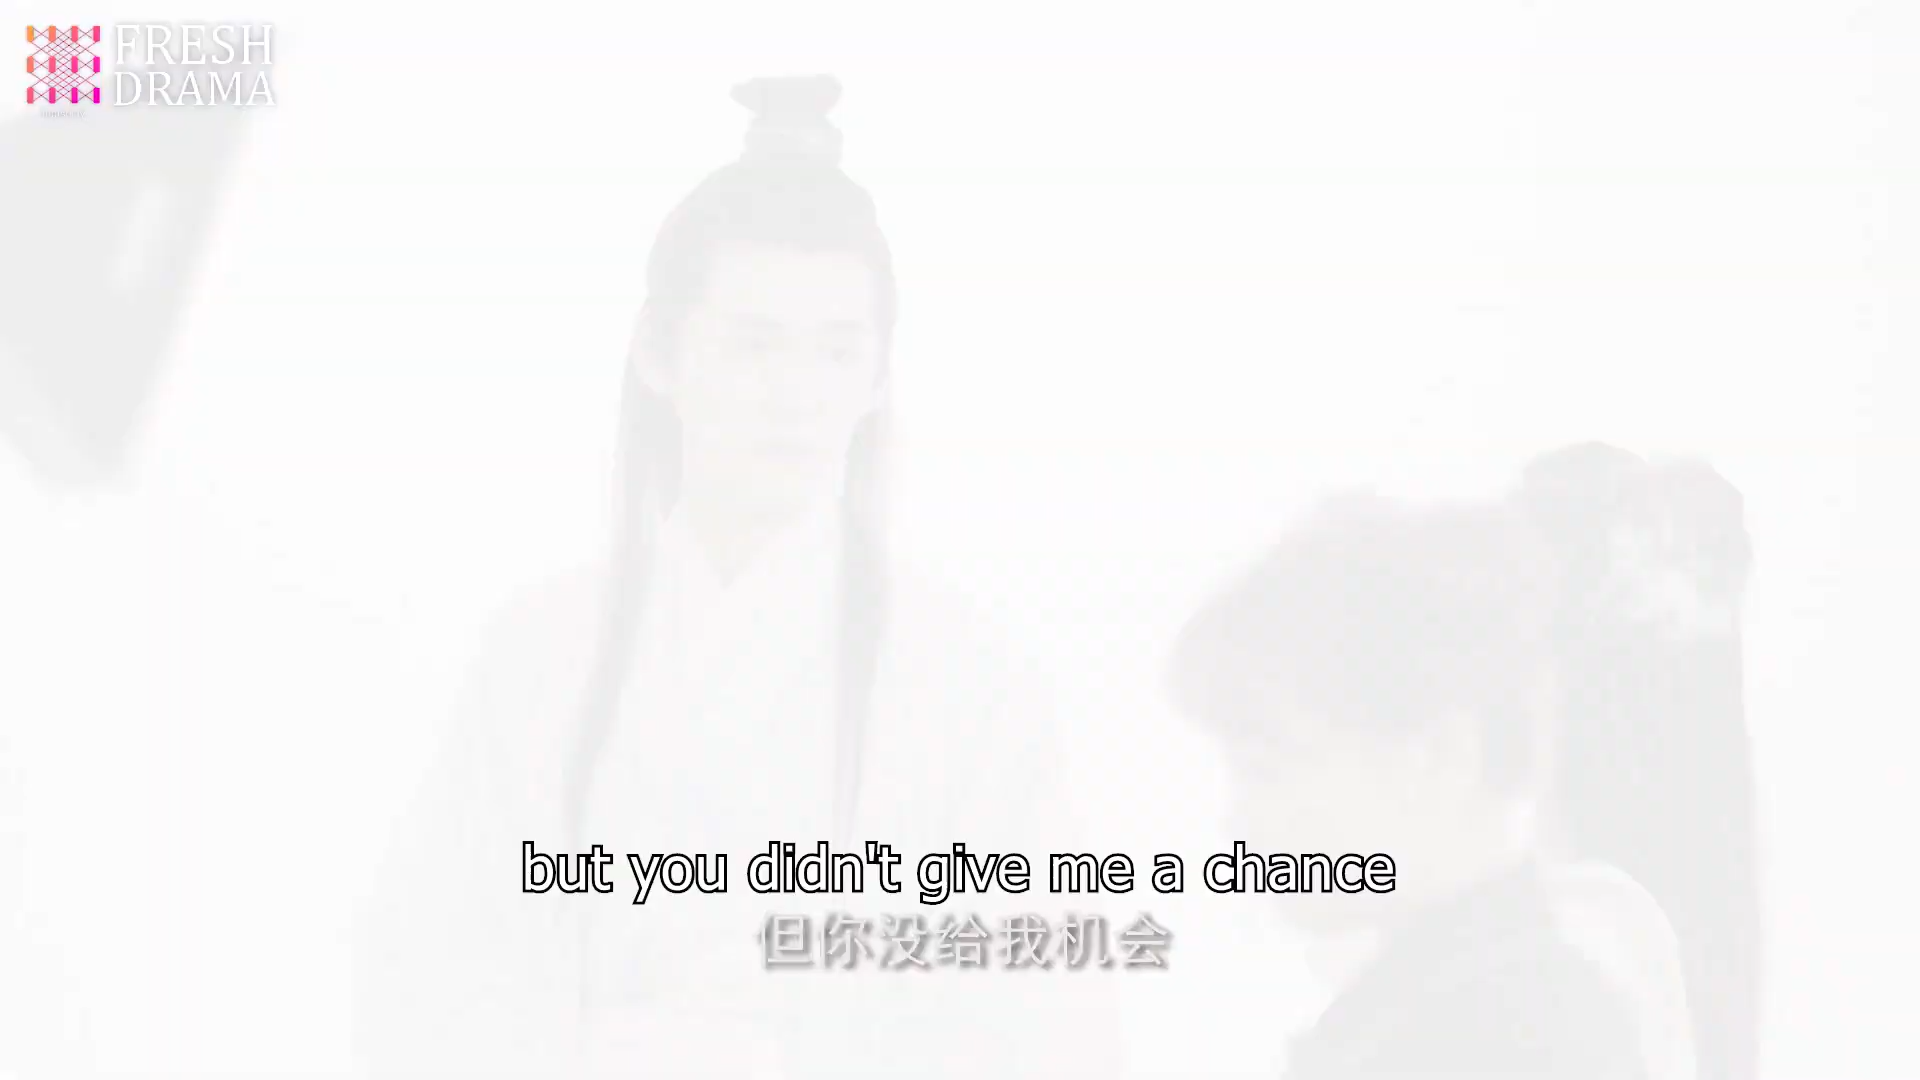 FRESH
DRAMA
but you didn't give me a chance
但你没给我机会